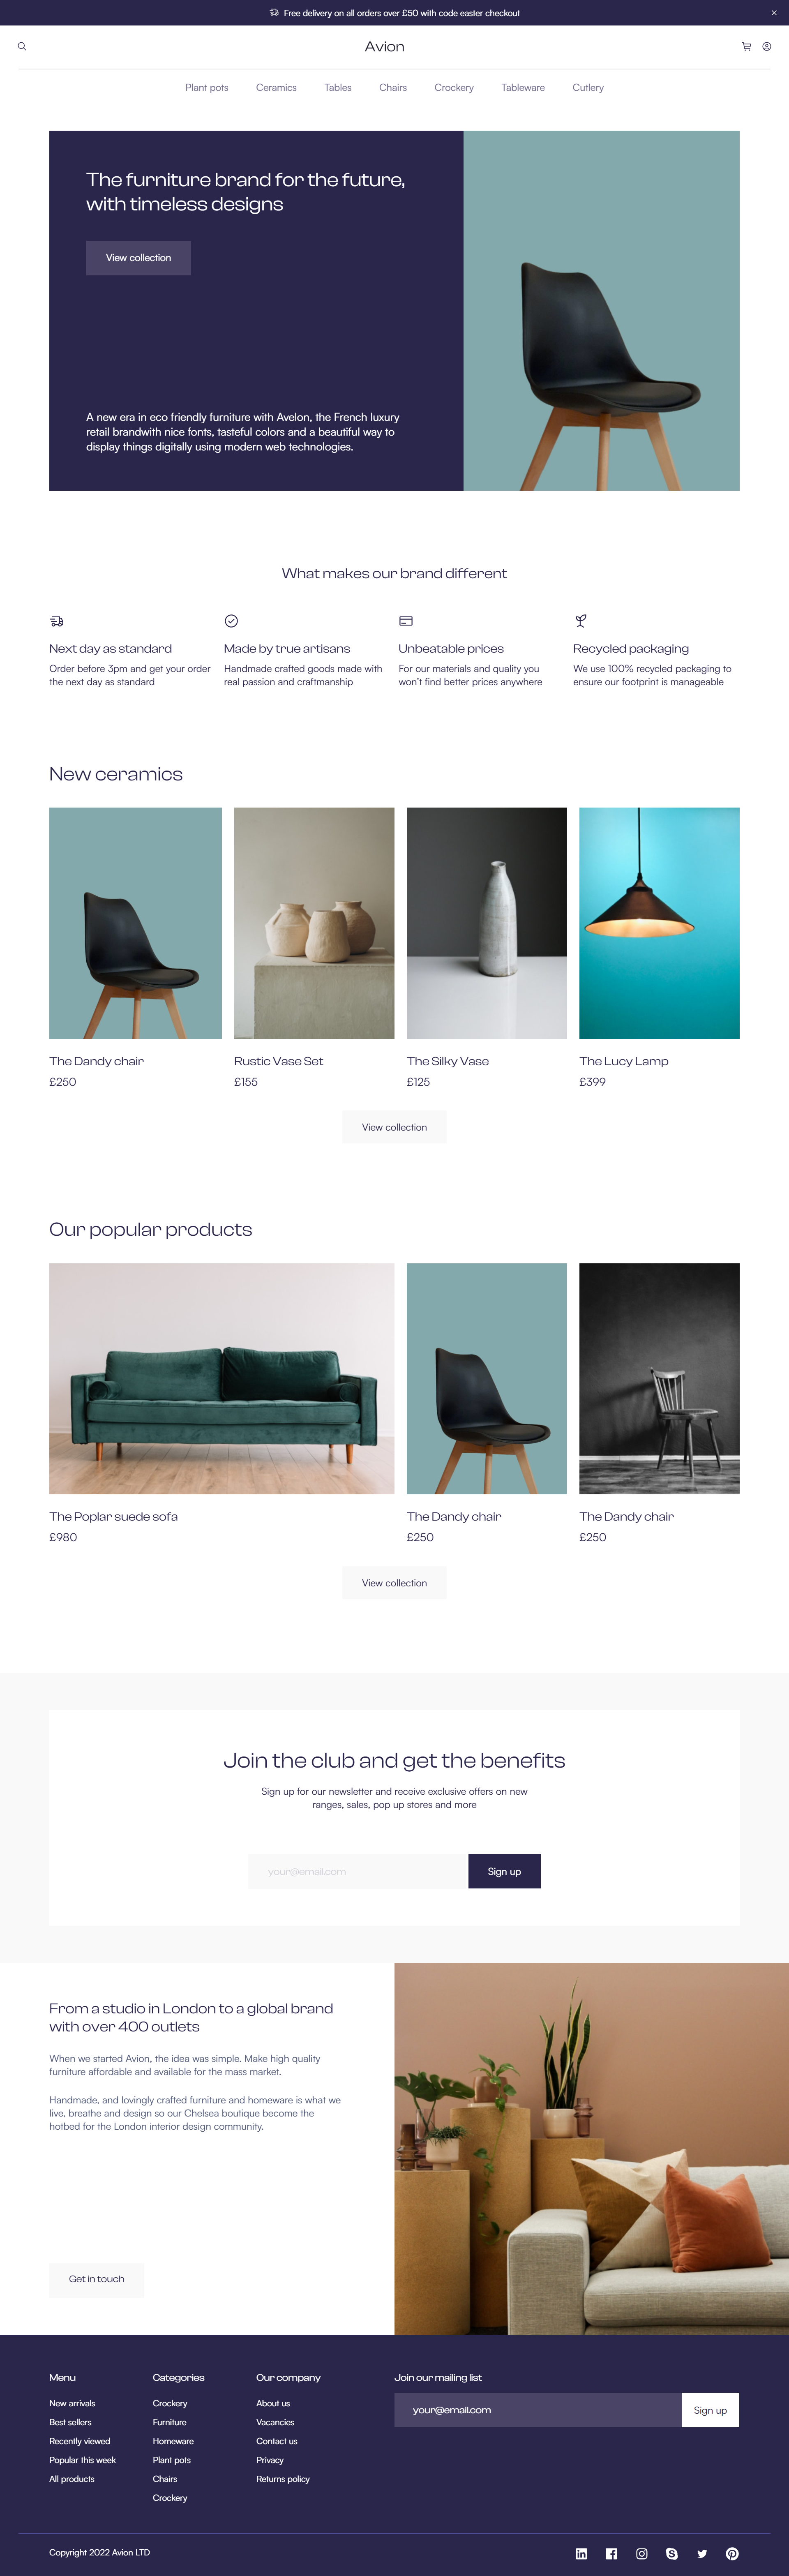 Free delivery on all orders over £50 with code easter checkout
Avion
Plant pots
Ceramics
Tables
Chairs
Crockery
Tableware
Cutlery
The furniture brand for the future,
with timeless designs
View collection
A new era in eco friendly furniture with Avelon, the French luxury
retail brandwith nice fonts, tasteful colors and a beautiful way to
display things digitally using modern web technologies.
What makes our brand different
Next day as standard
Order before 3pm and get your order
the next day as standard
Made by true artisans
Handmade crafted goods made with
real passion and craftmanship
Unbeatable prices
For our materials and quality you
won’t find better prices anywhere
Recycled packaging
We use 100% recycled packaging to
ensure our footprint is manageable
New ceramics
The Dandy chair
£250
Rustic Vase Set
£155
The Silky Vase
£125
The Lucy Lamp
£399
View collection
Our popular products
The Poplar suede sofa
£980
The Dandy chair
£250
The Dandy chair
£250
View collection
Join the club and get the benefits
Sign up for our newsletter and receive exclusive offers on new
ranges, sales, pop up stores and more
your@email.com
Sign up
From a studio in London to a global brand
with over 400 outlets
When we started Avion, the idea was simple. Make high quality
furniture affordable and available for the mass market.
Handmade, and lovingly crafted furniture and homeware is what we
live, breathe and design so our Chelsea boutique become the
hotbed for the London interior design community.
Get in touch
Menu
New arrivals
Best sellers
Recently viewed
Popular this week
All products
Categories
Crockery
Furniture
Homeware
Plant pots
Chairs
Crockery
Our company
About us
Vacancies
Contact us
Privacy
Returns policy
Join our mailing list
your@email.com
Sign up
Copyright 2022 Avion LTD